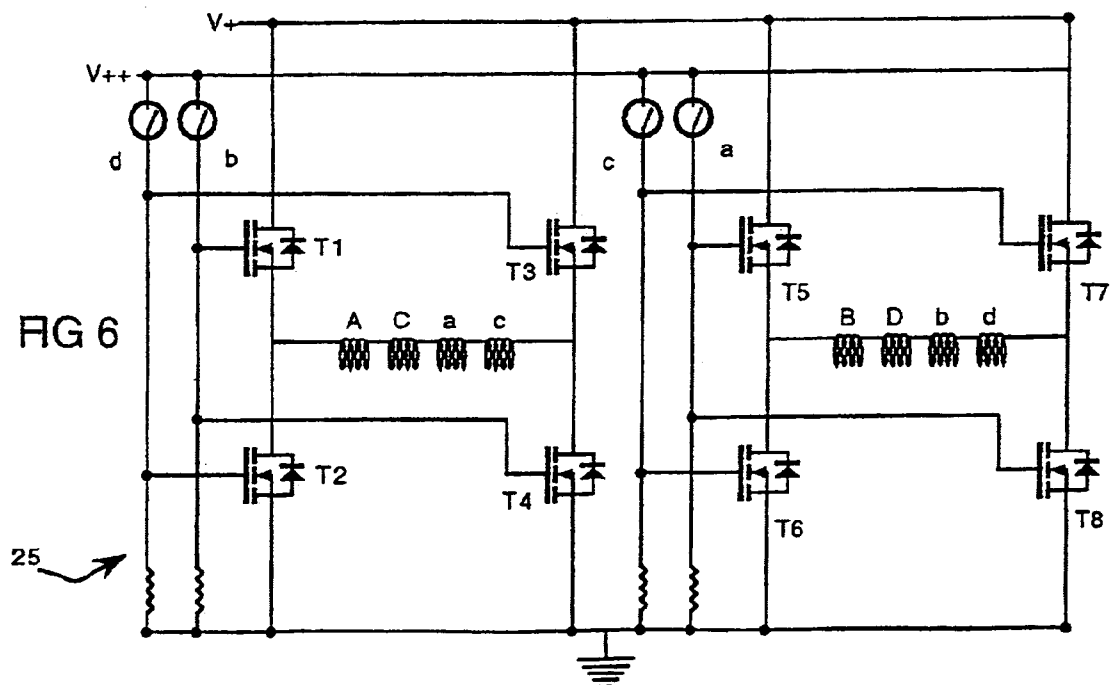 V+
V++
d b c a
T1 T3 T5 T7
FIG 6
A C a c B D b d
T2 T4 T6 T8
25